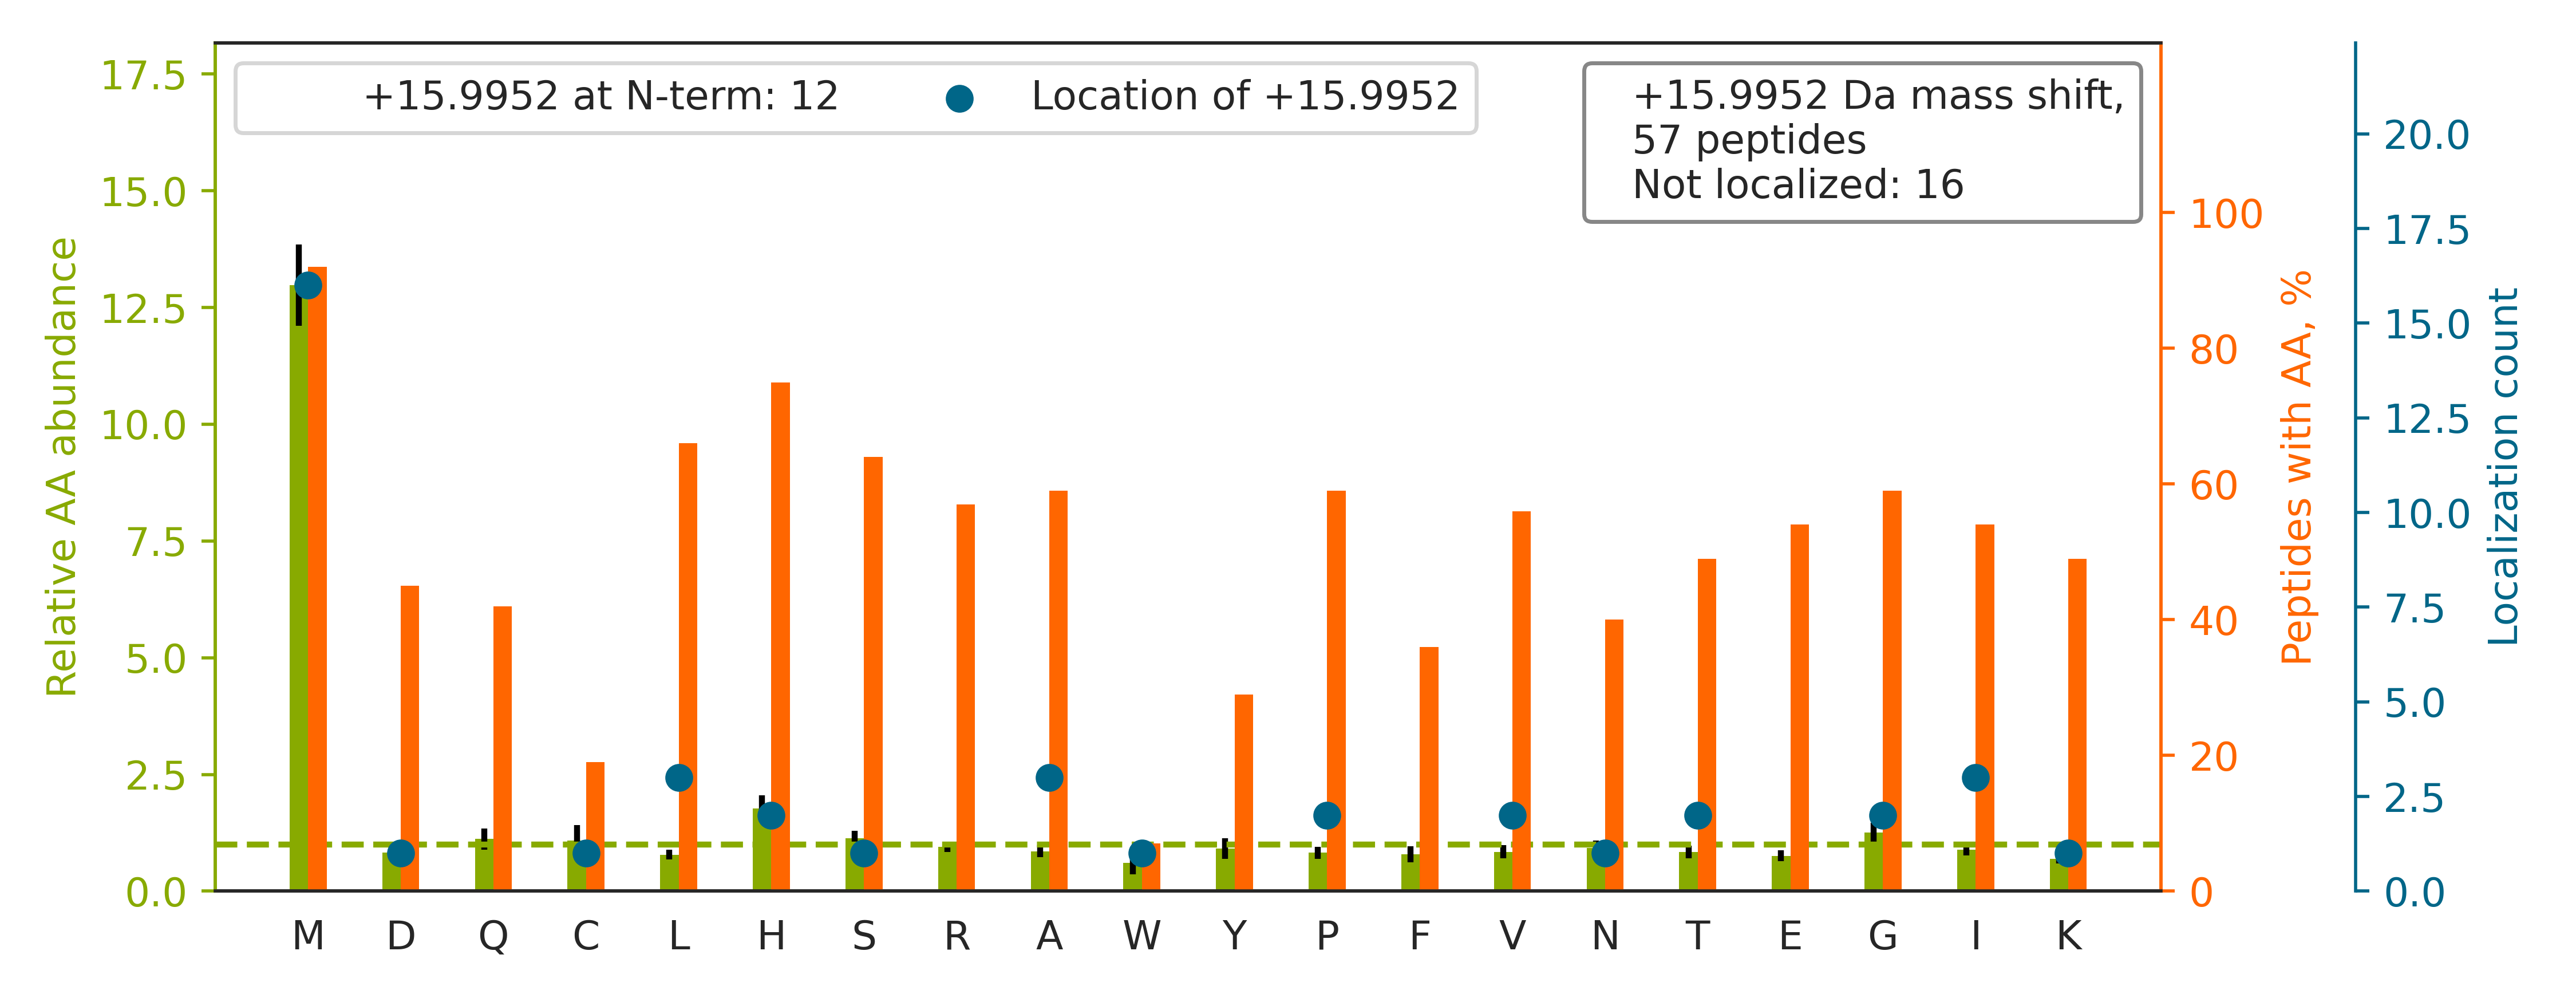 +15.9952 at N-term: 12
Location of +15.9952
+15.9952 Da mass shift,
57 peptides
Not localized: 16
Relative AA abundance
17.5
15.0
12.5
10.0
7.5
5.0
2.5
0.0
M D Q C L H S R A W Y P F V N T E G I K
100
80
60
40
20
0
Peptides with AA, %
20.0
17.5
15.0
12.5
10.0
7.5
5.0
2.5
0.0
Localization count